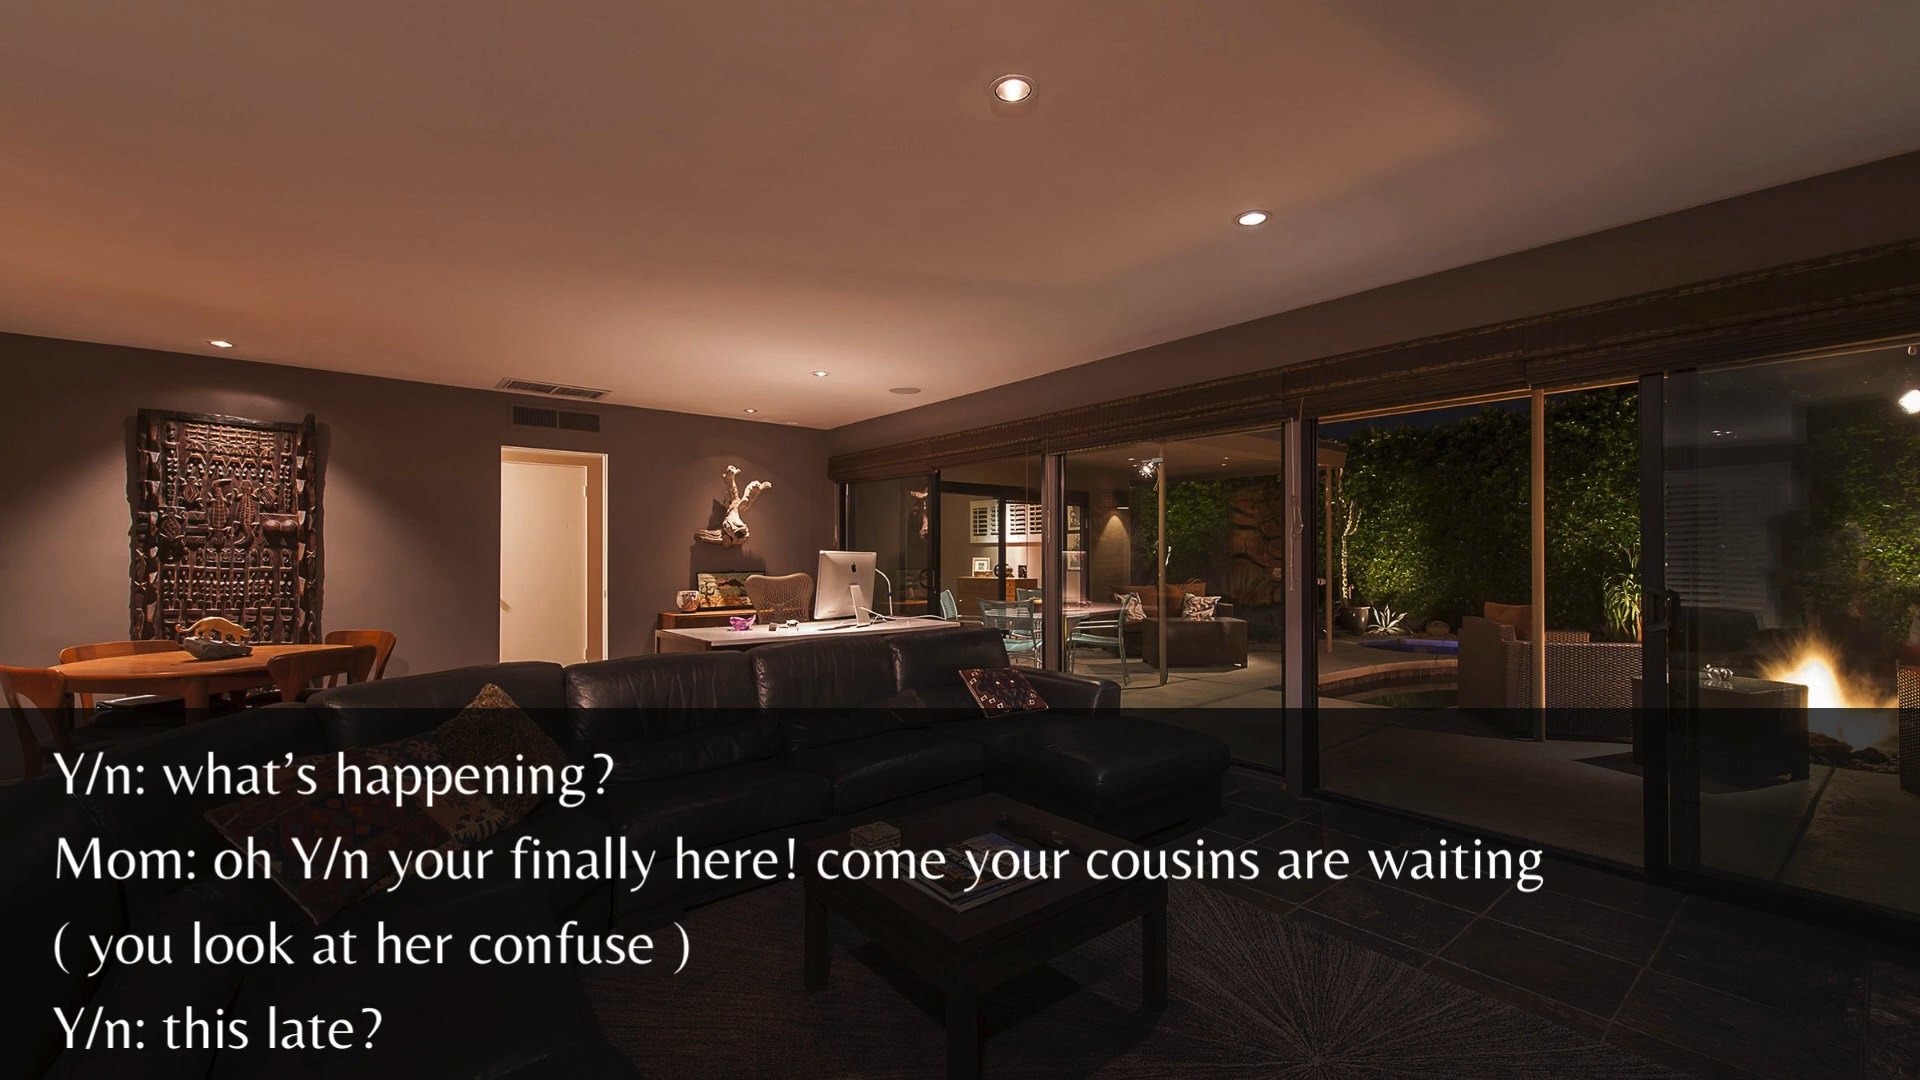 Y/n: what's happening?
Mom: oh Y/n your finally here! come your cousins are waiting
( you look at her confuse )
Y/n: this late?